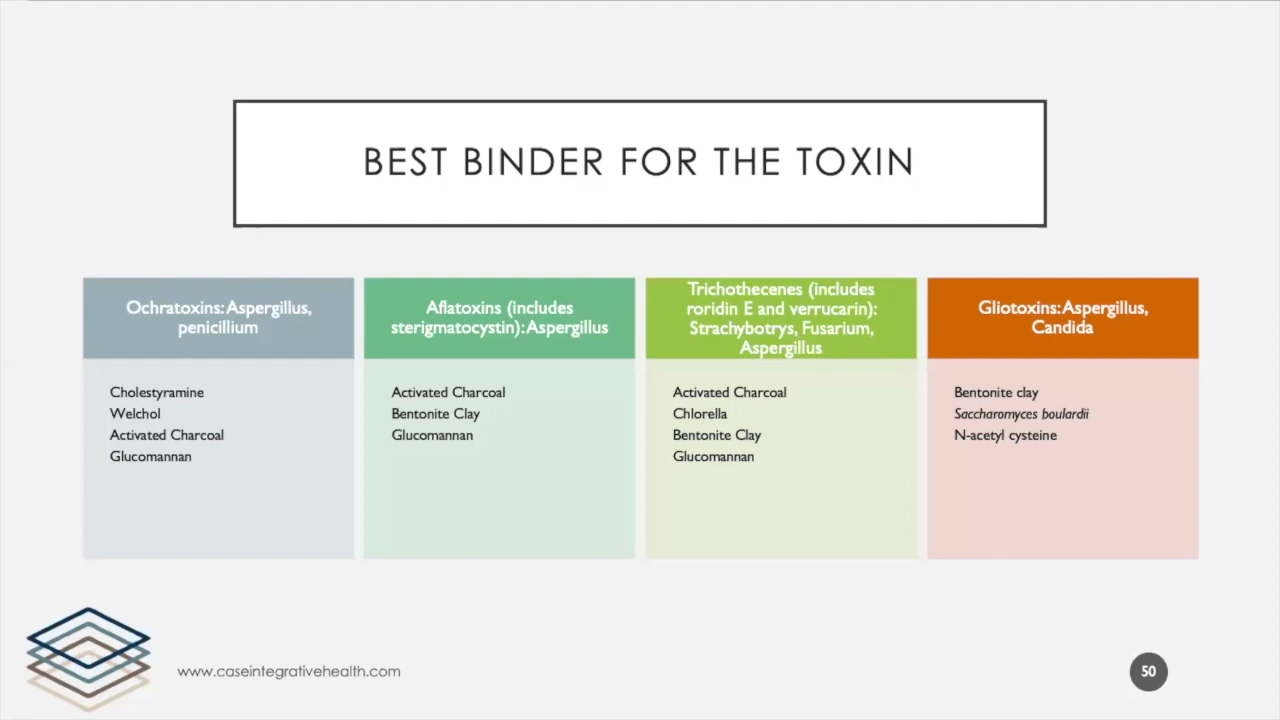 BEST BINDER FOR THE TOXIN
Ochratoxins: Aspergillus,
penicillium
Cholestyramine
Welchol
Activated Charcoal
Glucomannan
Aflatoxins (includes
sterigmatocystin): Aspergillus
Activated Charcoal
Bentonite Clay
Glucomannan
Trichothecenes (includes
roridin E and verrucarin):
Strachybotrys, Fusarium,
Aspergillus
Activated Charcoal
Chlorella
Bentonite Clay
Glucomannan
Gliotoxins: Aspergillus,
Candida
Bentonite clay
Saccharomyces boulardii
N-acetyl cysteine
www.caseintegrativehealth.com
50